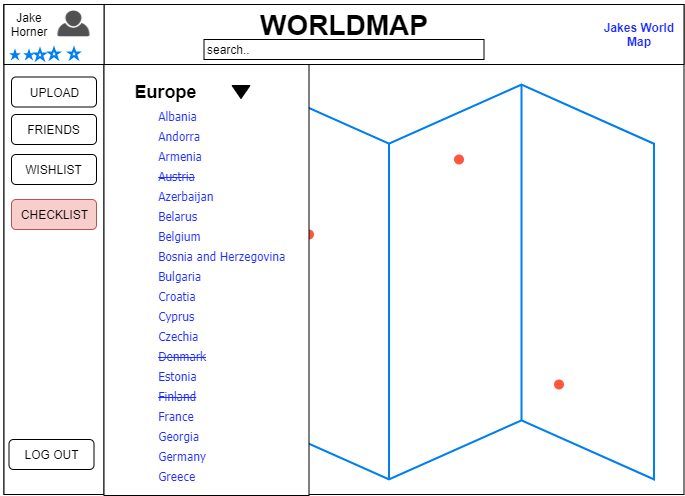 Jake
Horner
WORLDMAP
search..
Jakes World
Map
UPLOAD
FRIENDS
WISHLIST
CHECKLIST
LOG OUT
Europe
Albania
Andorra
Armenia
Austria
Azerbaijan
Belarus
Belgium
Bosnia and Herzegovina
Bulgaria
Croatia
Cyprus
Czechia
Denmark
Estonia
Finland
France
Georgia
Germany
Greece